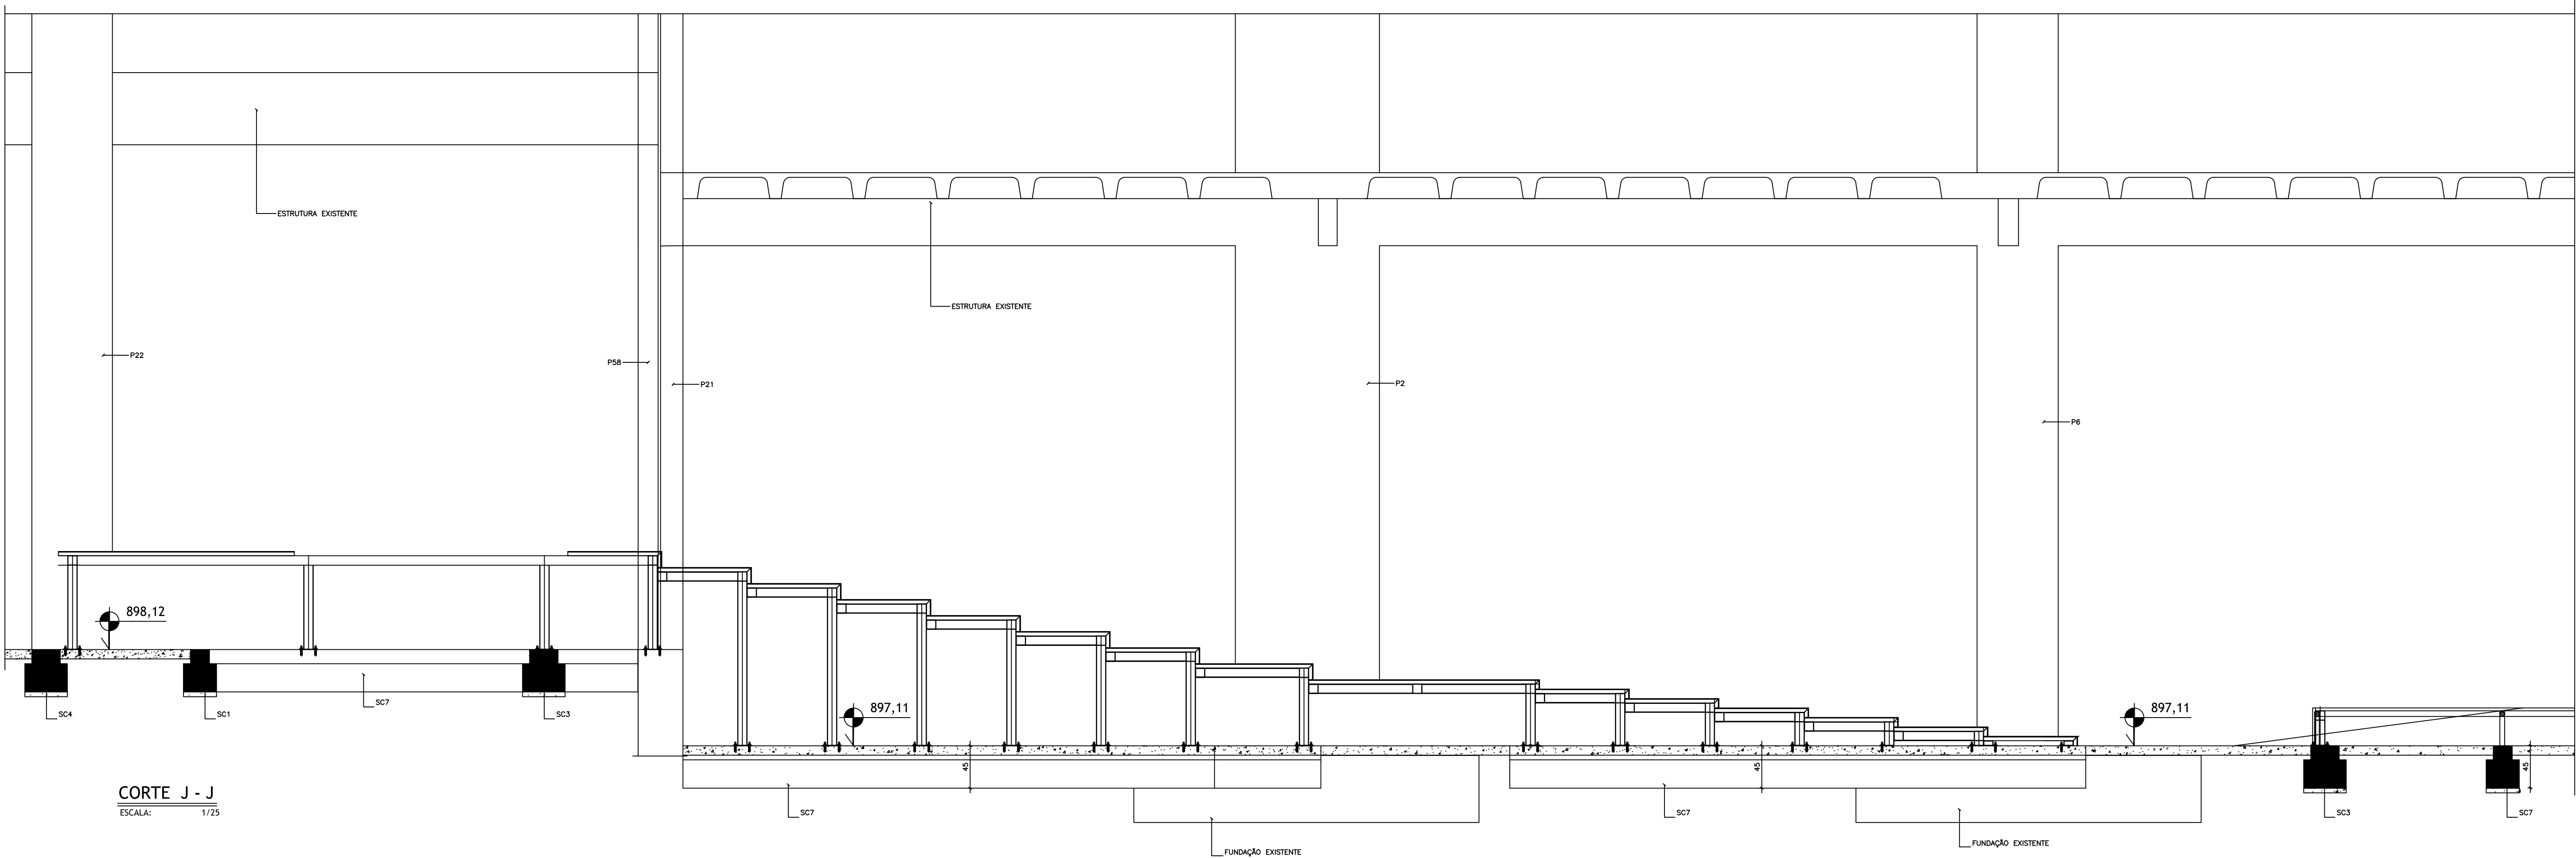 ESTRUTURA EXISTENTE
ESTRUTURA EXISTENTE
P22
P58
P21
P2
P6
898,12
897,11
897,11
SC4
SC1
SC7
SC3
45
45
45
CORTE J - J
ESCALA: 1/25
SC7
SC7
SC3
SC7
FUNDAÇÃO EXISTENTE
FUNDAÇÃO EXISTENTE